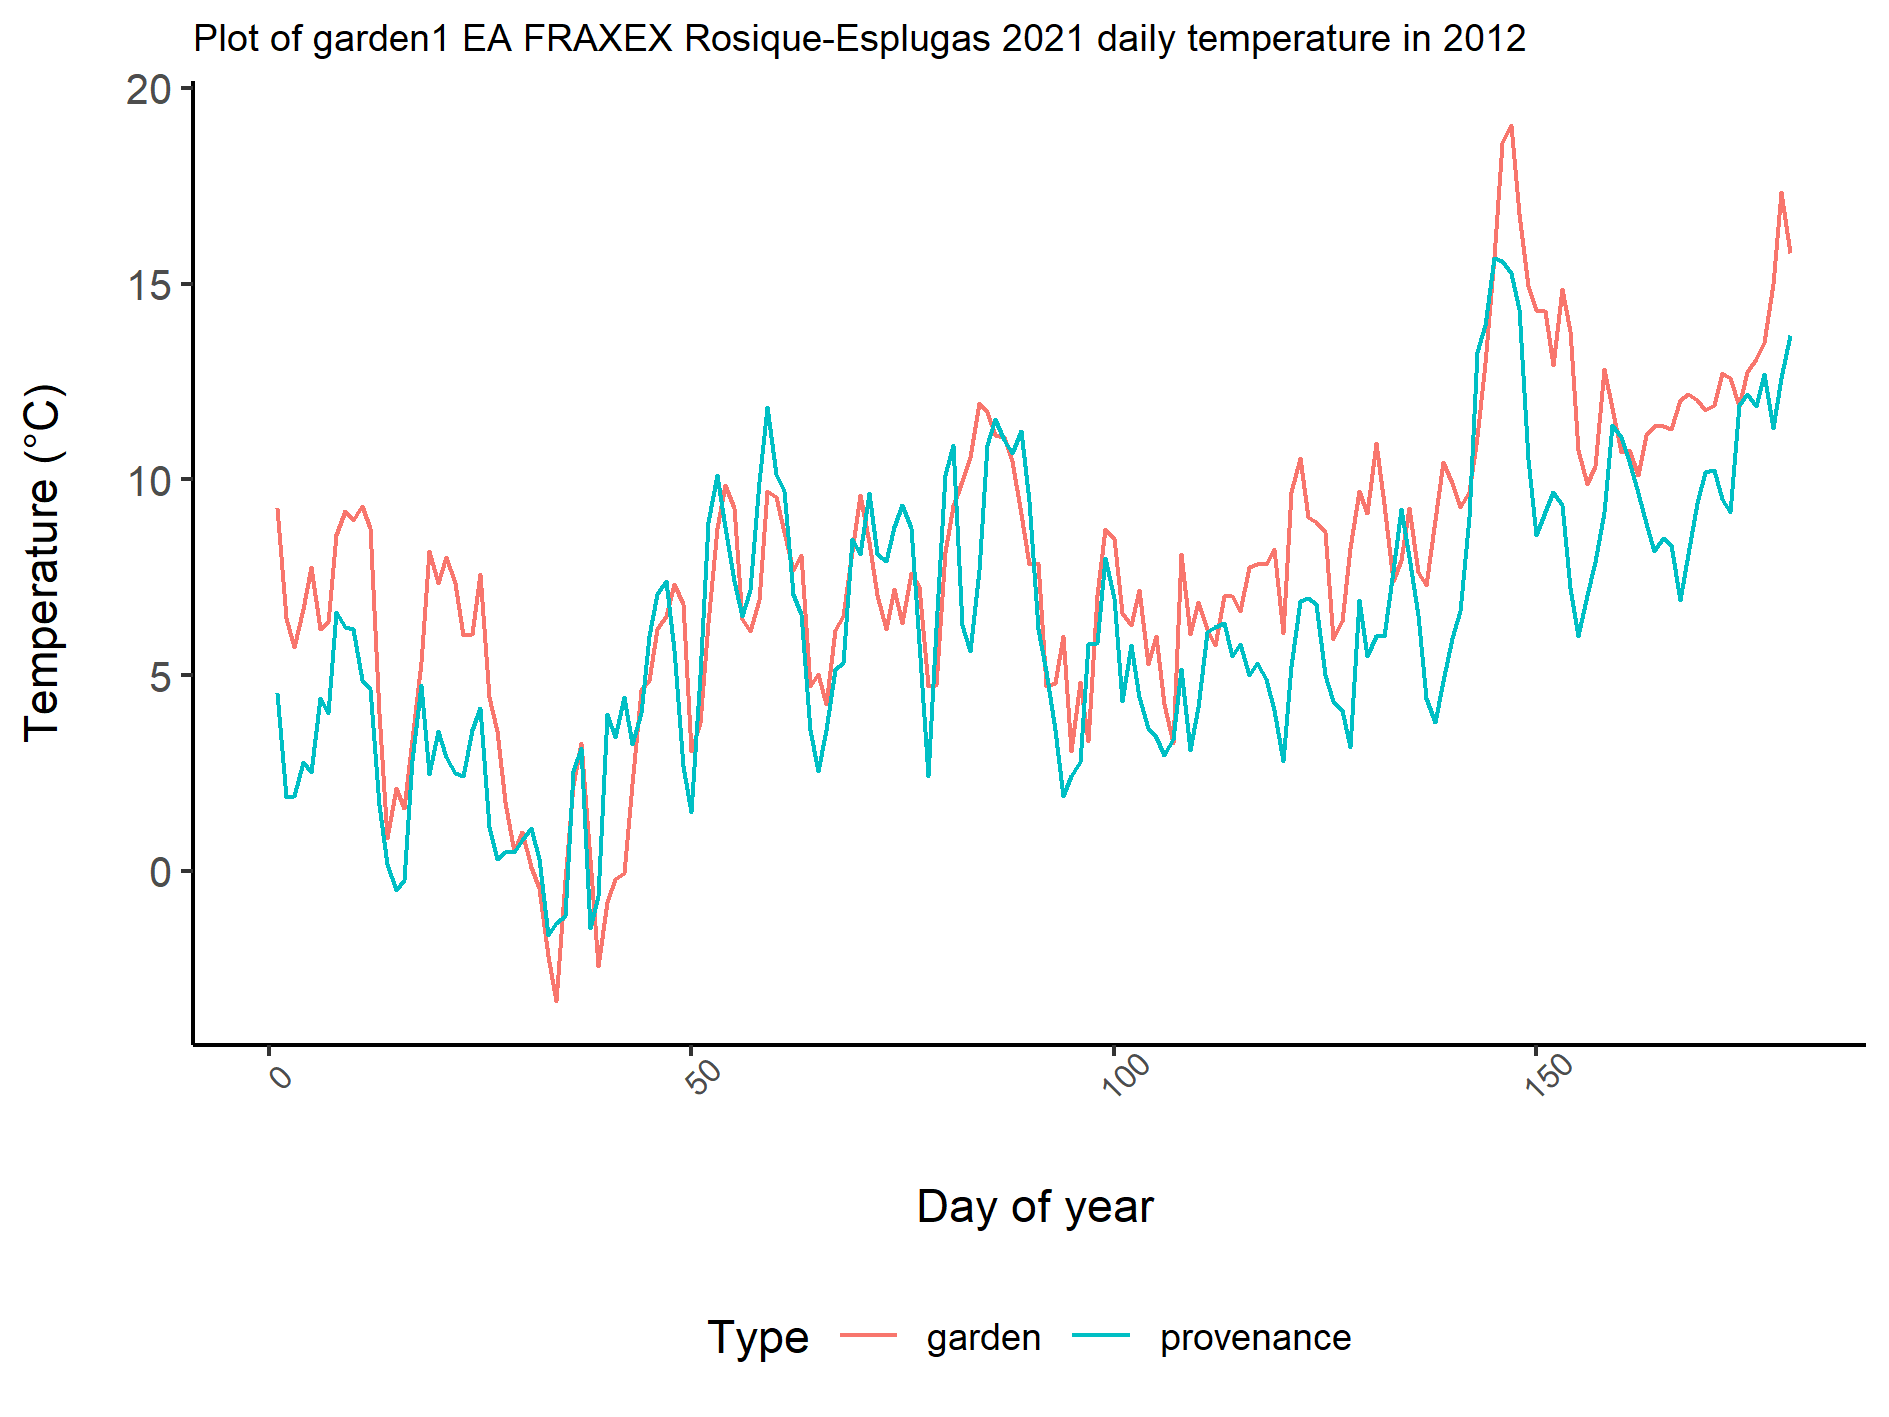 Plot of garden1 EA FRAXEX Rosique-Esplugas 2021 daily temperature in 2012
20
15
10
5
0
Temperature (°C)
0
50
100
150
Day of year
Type
garden
provenance